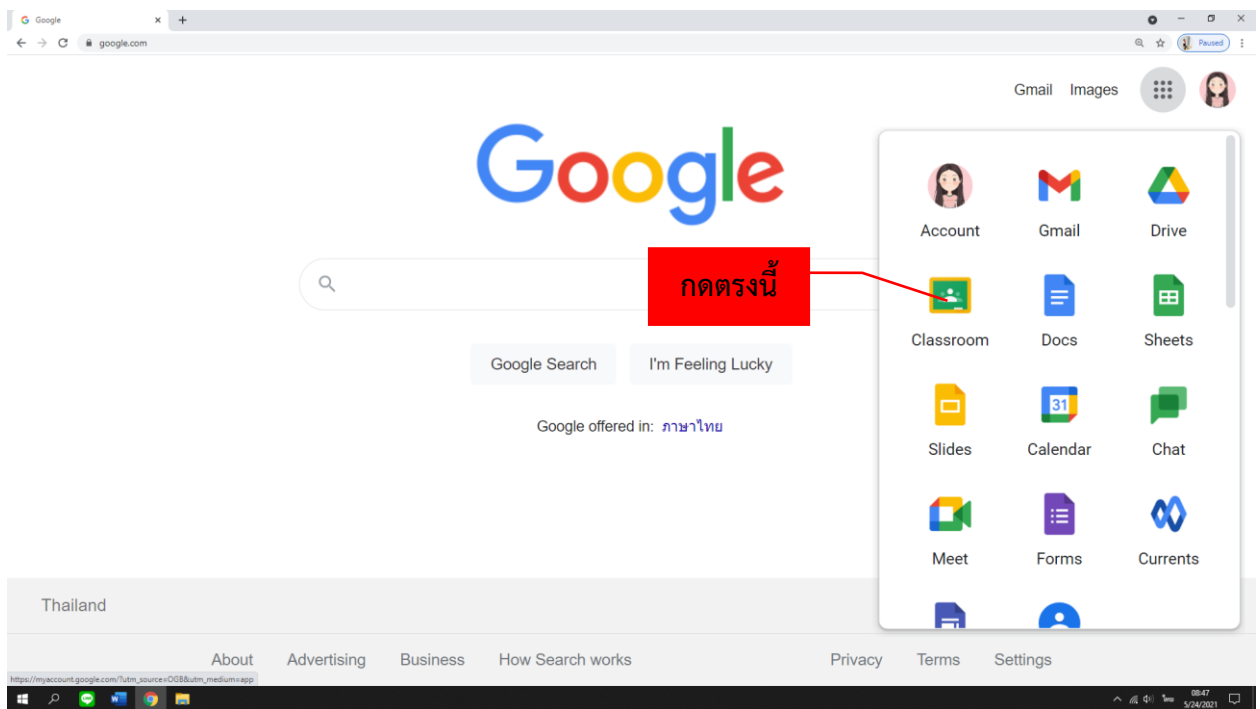 Google
google.com
Paused
Gmail Images
Google
Account Gmail Drive
กดตรงนี้
Classroom Docs Sheets
Google Search I'm Feeling Lucky
Google offered in: ภาษาไทย
31
Slides Calendar Chat
Meet Forms Currents
Thailand
About Advertising Business How Search works Privacy Terms Settings
https://myaccount.google.com/?utm_source=OGB&utm_medium=app
08:47
5/24/2021